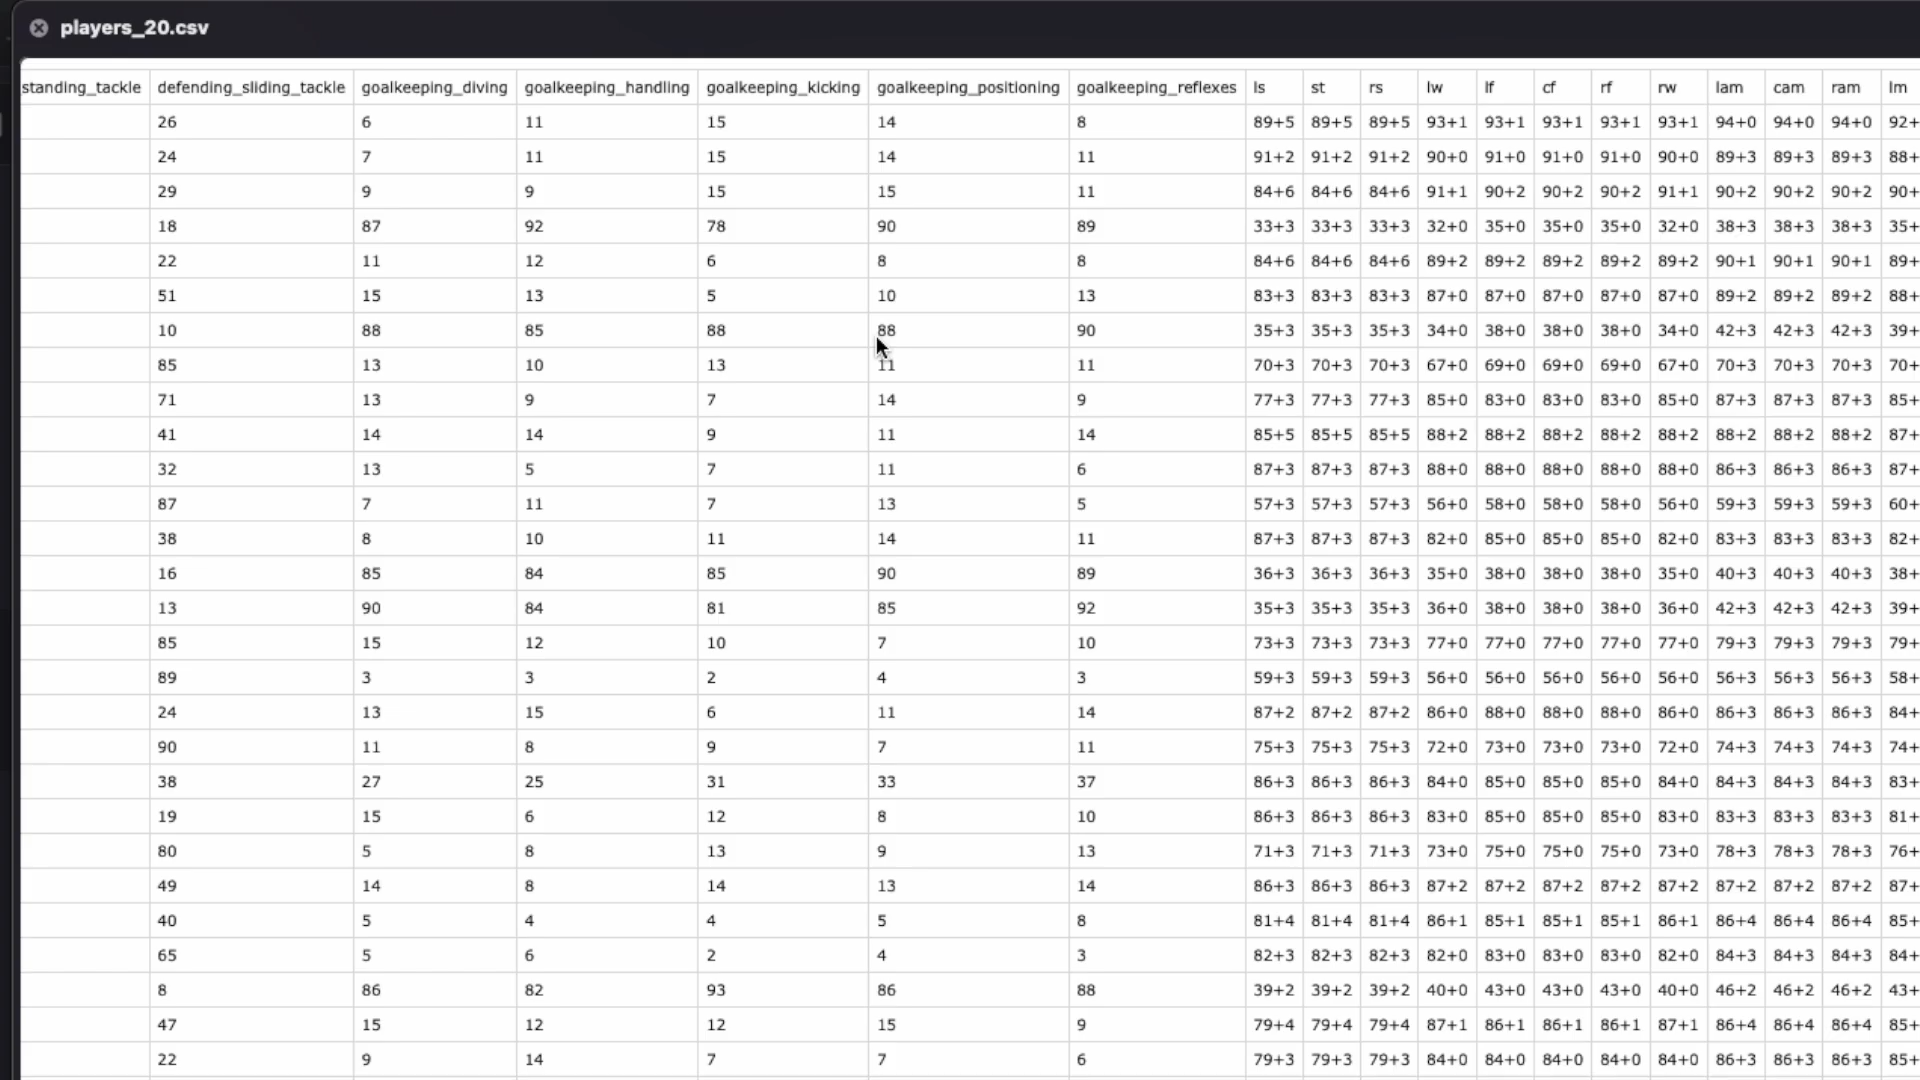 players_20.csv
standing_tackle defending_sliding_tackle goalkeeping_diving goalkeeping_handling goalkeeping_kicking goalkeeping_positioning goalkeeping_reflexes ls st rs lw lf cf rf rw lam cam ram lm
26 6 11 15 14 8 89+5 89+5 89+5 93+1 93+1 93+1 93+1 93+1 94+0 94+0 94+0 92+
24 7 11 15 14 11 91+2 91+2 91+2 90+0 91+0 91+0 91+0 90+0 89+3 89+3 89+3 88+
29 9 9 15 15 11 84+6 84+6 84+6 91+1 90+2 90+2 90+2 91+1 90+2 90+2 90+2 90+
18 87 92 78 90 89 33+3 33+3 33+3 32+0 35+0 35+0 35+0 32+0 38+3 38+3 38+3 35+
22 11 12 6 8 8 84+6 84+6 84+6 89+2 89+2 89+2 89+2 89+2 90+1 90+1 90+1 89+
51 15 13 5 10 13 83+3 83+3 83+3 87+0 87+0 87+0 87+0 87+0 89+2 89+2 89+2 88+
10 88 85 88 88 90 35+3 35+3 35+3 34+0 38+0 38+0 38+0 34+0 42+3 42+3 42+3 39+
85 13 10 13 11 11 70+3 70+3 70+3 67+0 69+0 69+0 69+0 67+0 70+3 70+3 70+3 70+
71 13 9 7 14 9 77+3 77+3 77+3 85+0 83+0 83+0 83+0 85+0 87+3 87+3 87+3 85+
41 14 14 9 11 14 85+5 85+5 85+5 88+2 88+2 88+2 88+2 88+2 88+2 88+2 88+2 87+
32 13 5 7 11 6 87+3 87+3 87+3 88+0 88+0 88+0 88+0 88+0 86+3 86+3 86+3 87+
87 7 11 7 13 5 57+3 57+3 57+3 56+0 58+0 58+0 58+0 56+0 59+3 59+3 59+3 60+
38 8 10 11 14 11 87+3 87+3 87+3 82+0 85+0 85+0 85+0 82+0 83+3 83+3 83+3 82+
16 85 84 85 90 89 36+3 36+3 36+3 35+0 38+0 38+0 38+0 35+0 40+3 40+3 40+3 38+
13 90 84 81 85 92 35+3 35+3 35+3 36+0 38+0 38+0 38+0 36+0 42+3 42+3 42+3 39+
85 15 12 10 7 10 73+3 73+3 73+3 77+0 77+0 77+0 77+0 77+0 79+3 79+3 79+3 79+
89 3 3 2 4 3 59+3 59+3 59+3 56+0 56+0 56+0 56+0 56+0 56+3 56+3 56+3 58+
24 13 15 6 11 14 87+2 87+2 87+2 86+0 88+0 88+0 88+0 86+0 86+3 86+3 86+3 84+
90 11 8 9 7 11 75+3 75+3 75+3 72+0 73+0 73+0 73+0 72+0 74+3 74+3 74+3 74+
38 27 25 31 33 37 86+3 86+3 86+3 84+0 85+0 85+0 85+0 84+0 84+3 84+3 84+3 83+
19 15 6 12 8 10 86+3 86+3 86+3 83+0 85+0 85+0 85+0 83+0 83+3 83+3 83+3 81+
80 5 8 13 9 13 71+3 71+3 71+3 73+0 75+0 75+0 75+0 73+0 78+3 78+3 78+3 76+
49 14 8 14 13 14 86+3 86+3 86+3 87+2 87+2 87+2 87+2 87+2 87+2 87+2 87+2 87+
40 5 4 4 5 8 81+4 81+4 81+4 86+1 85+1 85+1 85+1 86+1 86+4 86+4 86+4 85+
65 5 6 2 4 3 82+3 82+3 82+3 82+0 83+0 83+0 83+0 82+0 84+3 84+3 84+3 84+
8 86 82 93 86 88 39+2 39+2 39+2 40+0 43+0 43+0 43+0 40+0 46+2 46+2 46+2 43+
47 15 12 12 15 9 79+4 79+4 79+4 87+1 86+1 86+1 86+1 87+1 86+4 86+4 86+4 85+
22 9 14 7 7 6 79+3 79+3 79+3 84+0 84+0 84+0 84+0 84+0 86+3 86+3 86+3 85+